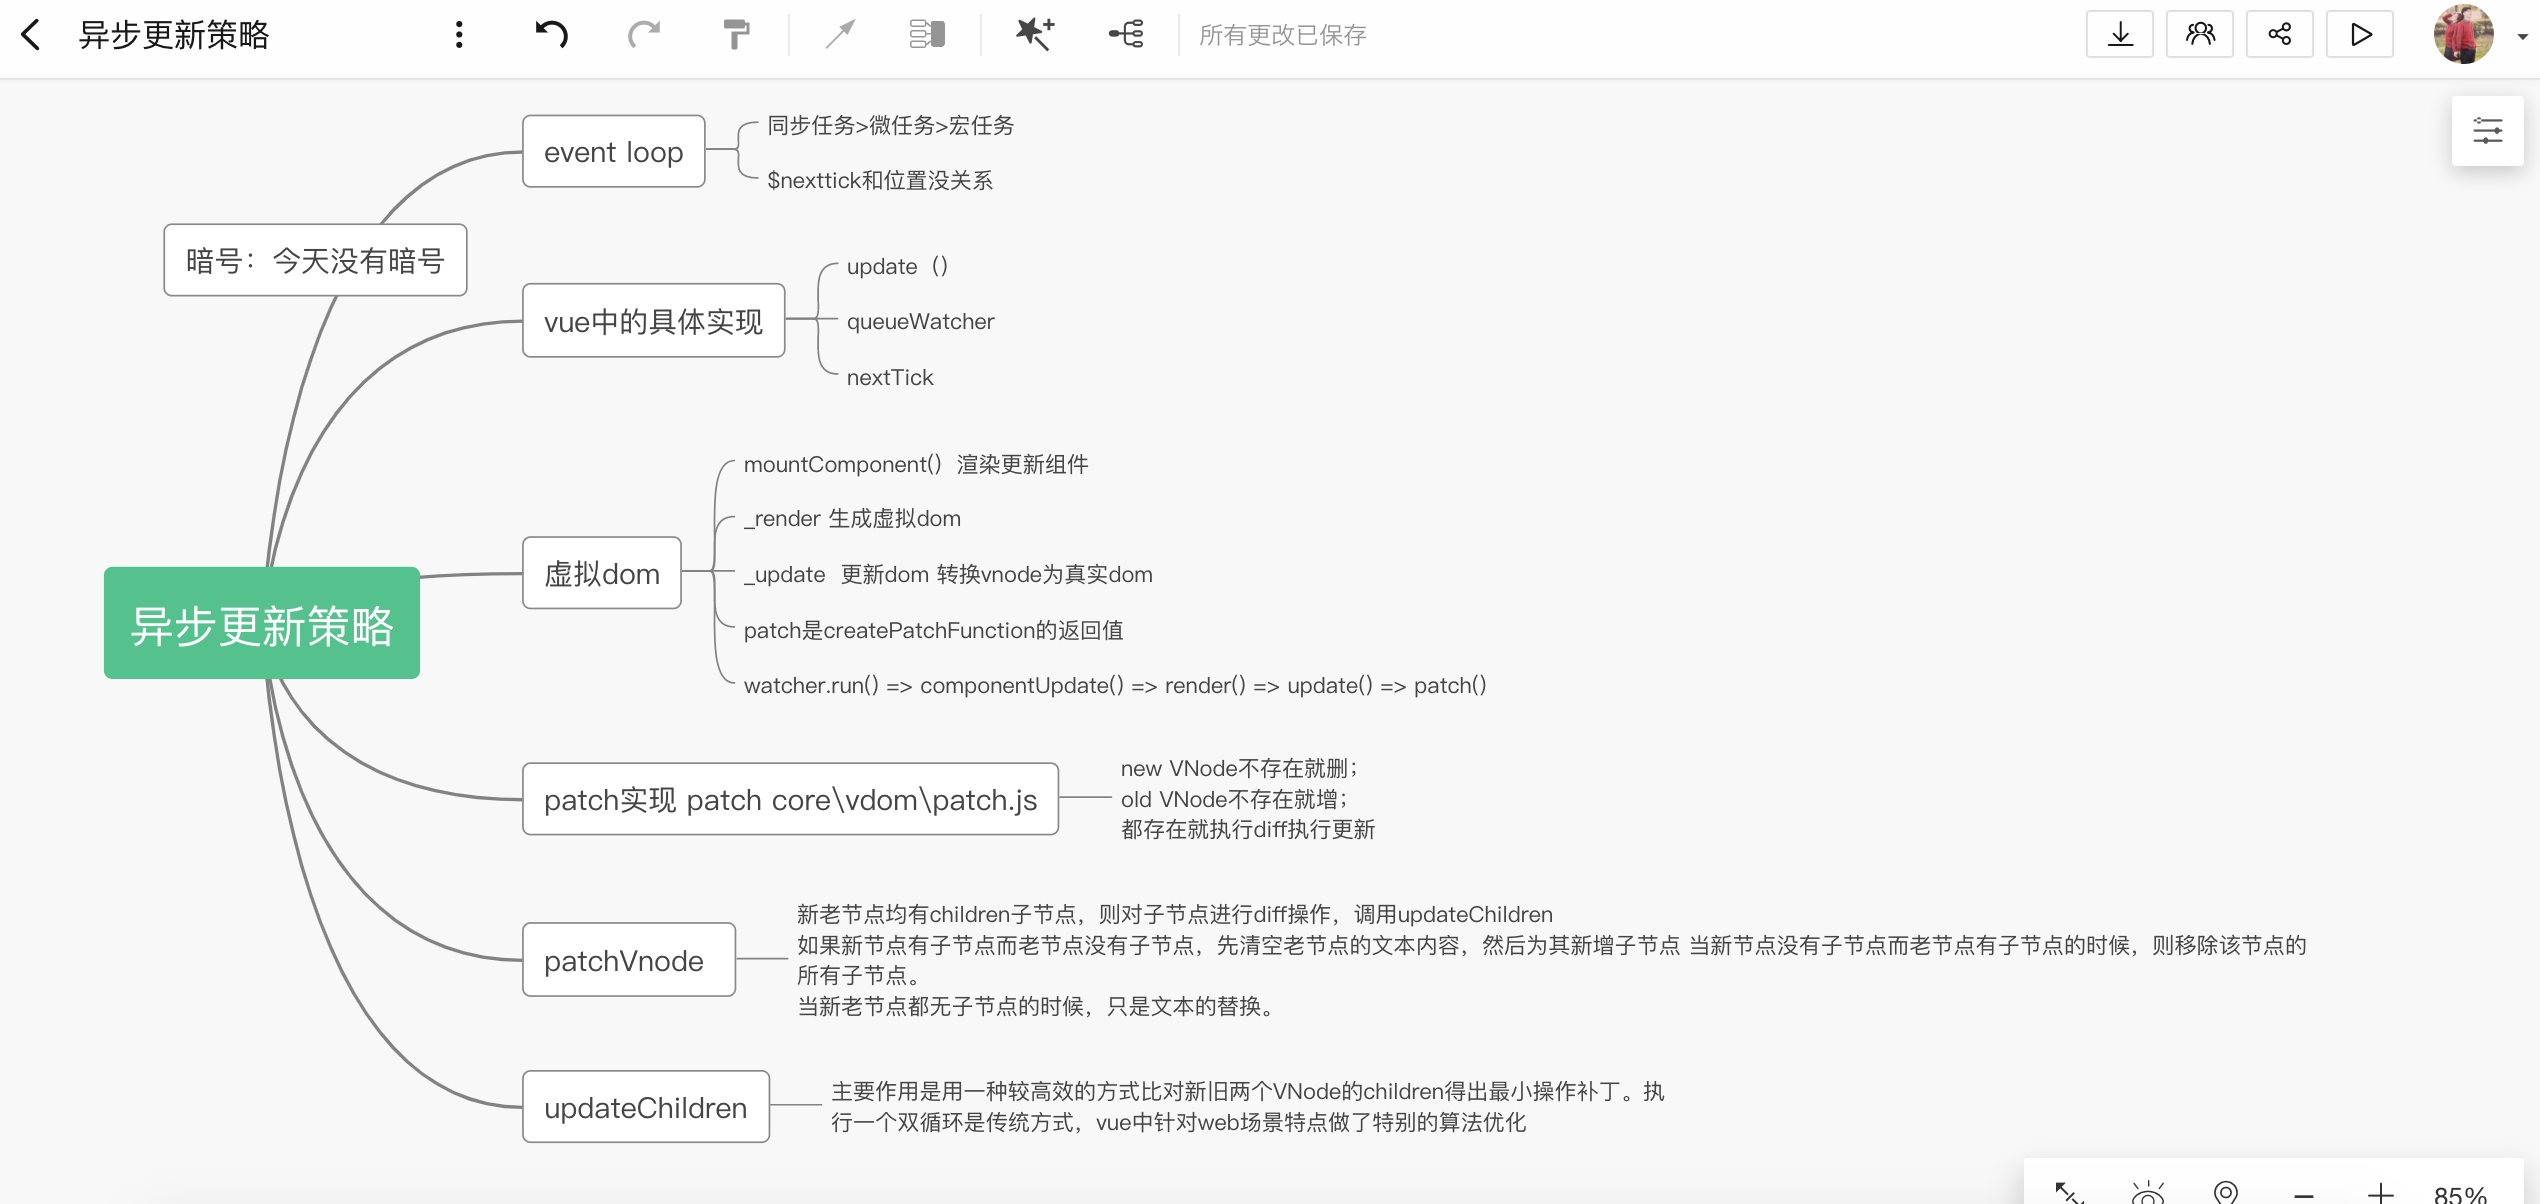 异步更新策略
所有更改已保存
event loop
同步任务>微任务>宏任务
$nexttick和位置没关系
暗号：今天没有暗号
vue中的具体实现
update（）
queueWatcher
nextTick
虚拟dom
mountComponent()  渲染更新组件
_render 生成虚拟dom
_update  更新dom 转换vnode为真实dom
patch是createPatchFunction的返回值
watcher.run() => componentUpdate() => render() => update() => patch()
异步更新策略
patch实现 patch core\vdom\patch.js
new VNode不存在就删；
old VNode不存在就增；
都存在就执行diff执行更新
patchVnode
新老节点均有children子节点，则对子节点进行diff操作，调用updateChildren
如果新节点有子节点而老节点没有子节点，先清空老节点的文本内容，然后为其新增子节点 当新节点没有子节点而老节点有子节点的时候，则移除该节点的
所有子节点。
当新老节点都无子节点的时候，只是文本的替换。
updateChildren
主要作用是用一种较高效的方式比对新旧两个VNode的children得出最小操作补丁。执
行一个双循环是传统方式，vue中针对web场景特点做了特别的算法优化
85%